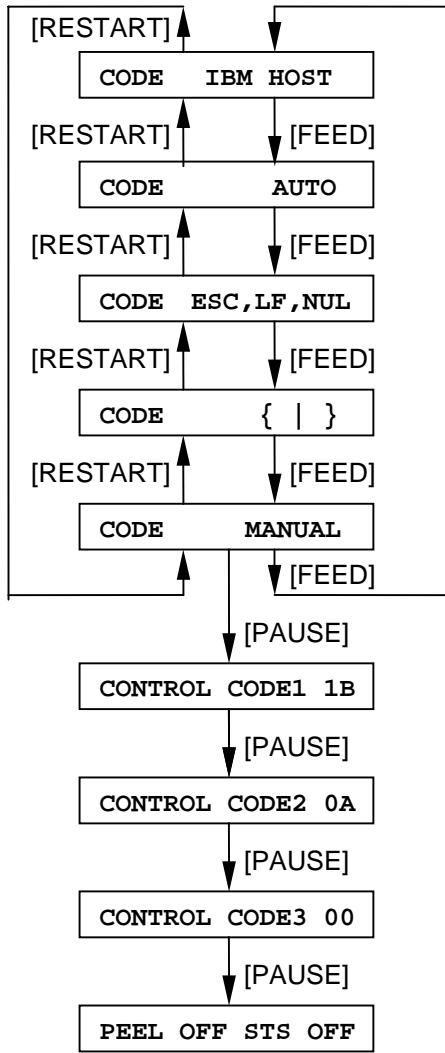 [RESTART]
CODE IBM HOST
[RESTART] [FEED]
CODE AUTO
[RESTART] [FEED]
CODE ESC,LF,NUL
[RESTART] [FEED]
CODE { | }
[RESTART] [FEED]
CODE MANUAL
[FEED]
[PAUSE]
CONTROL CODE1 1B
[PAUSE]
CONTROL CODE2 0A
[PAUSE]
CONTROL CODE3 00
[PAUSE]
PEEL OFF STS OFF